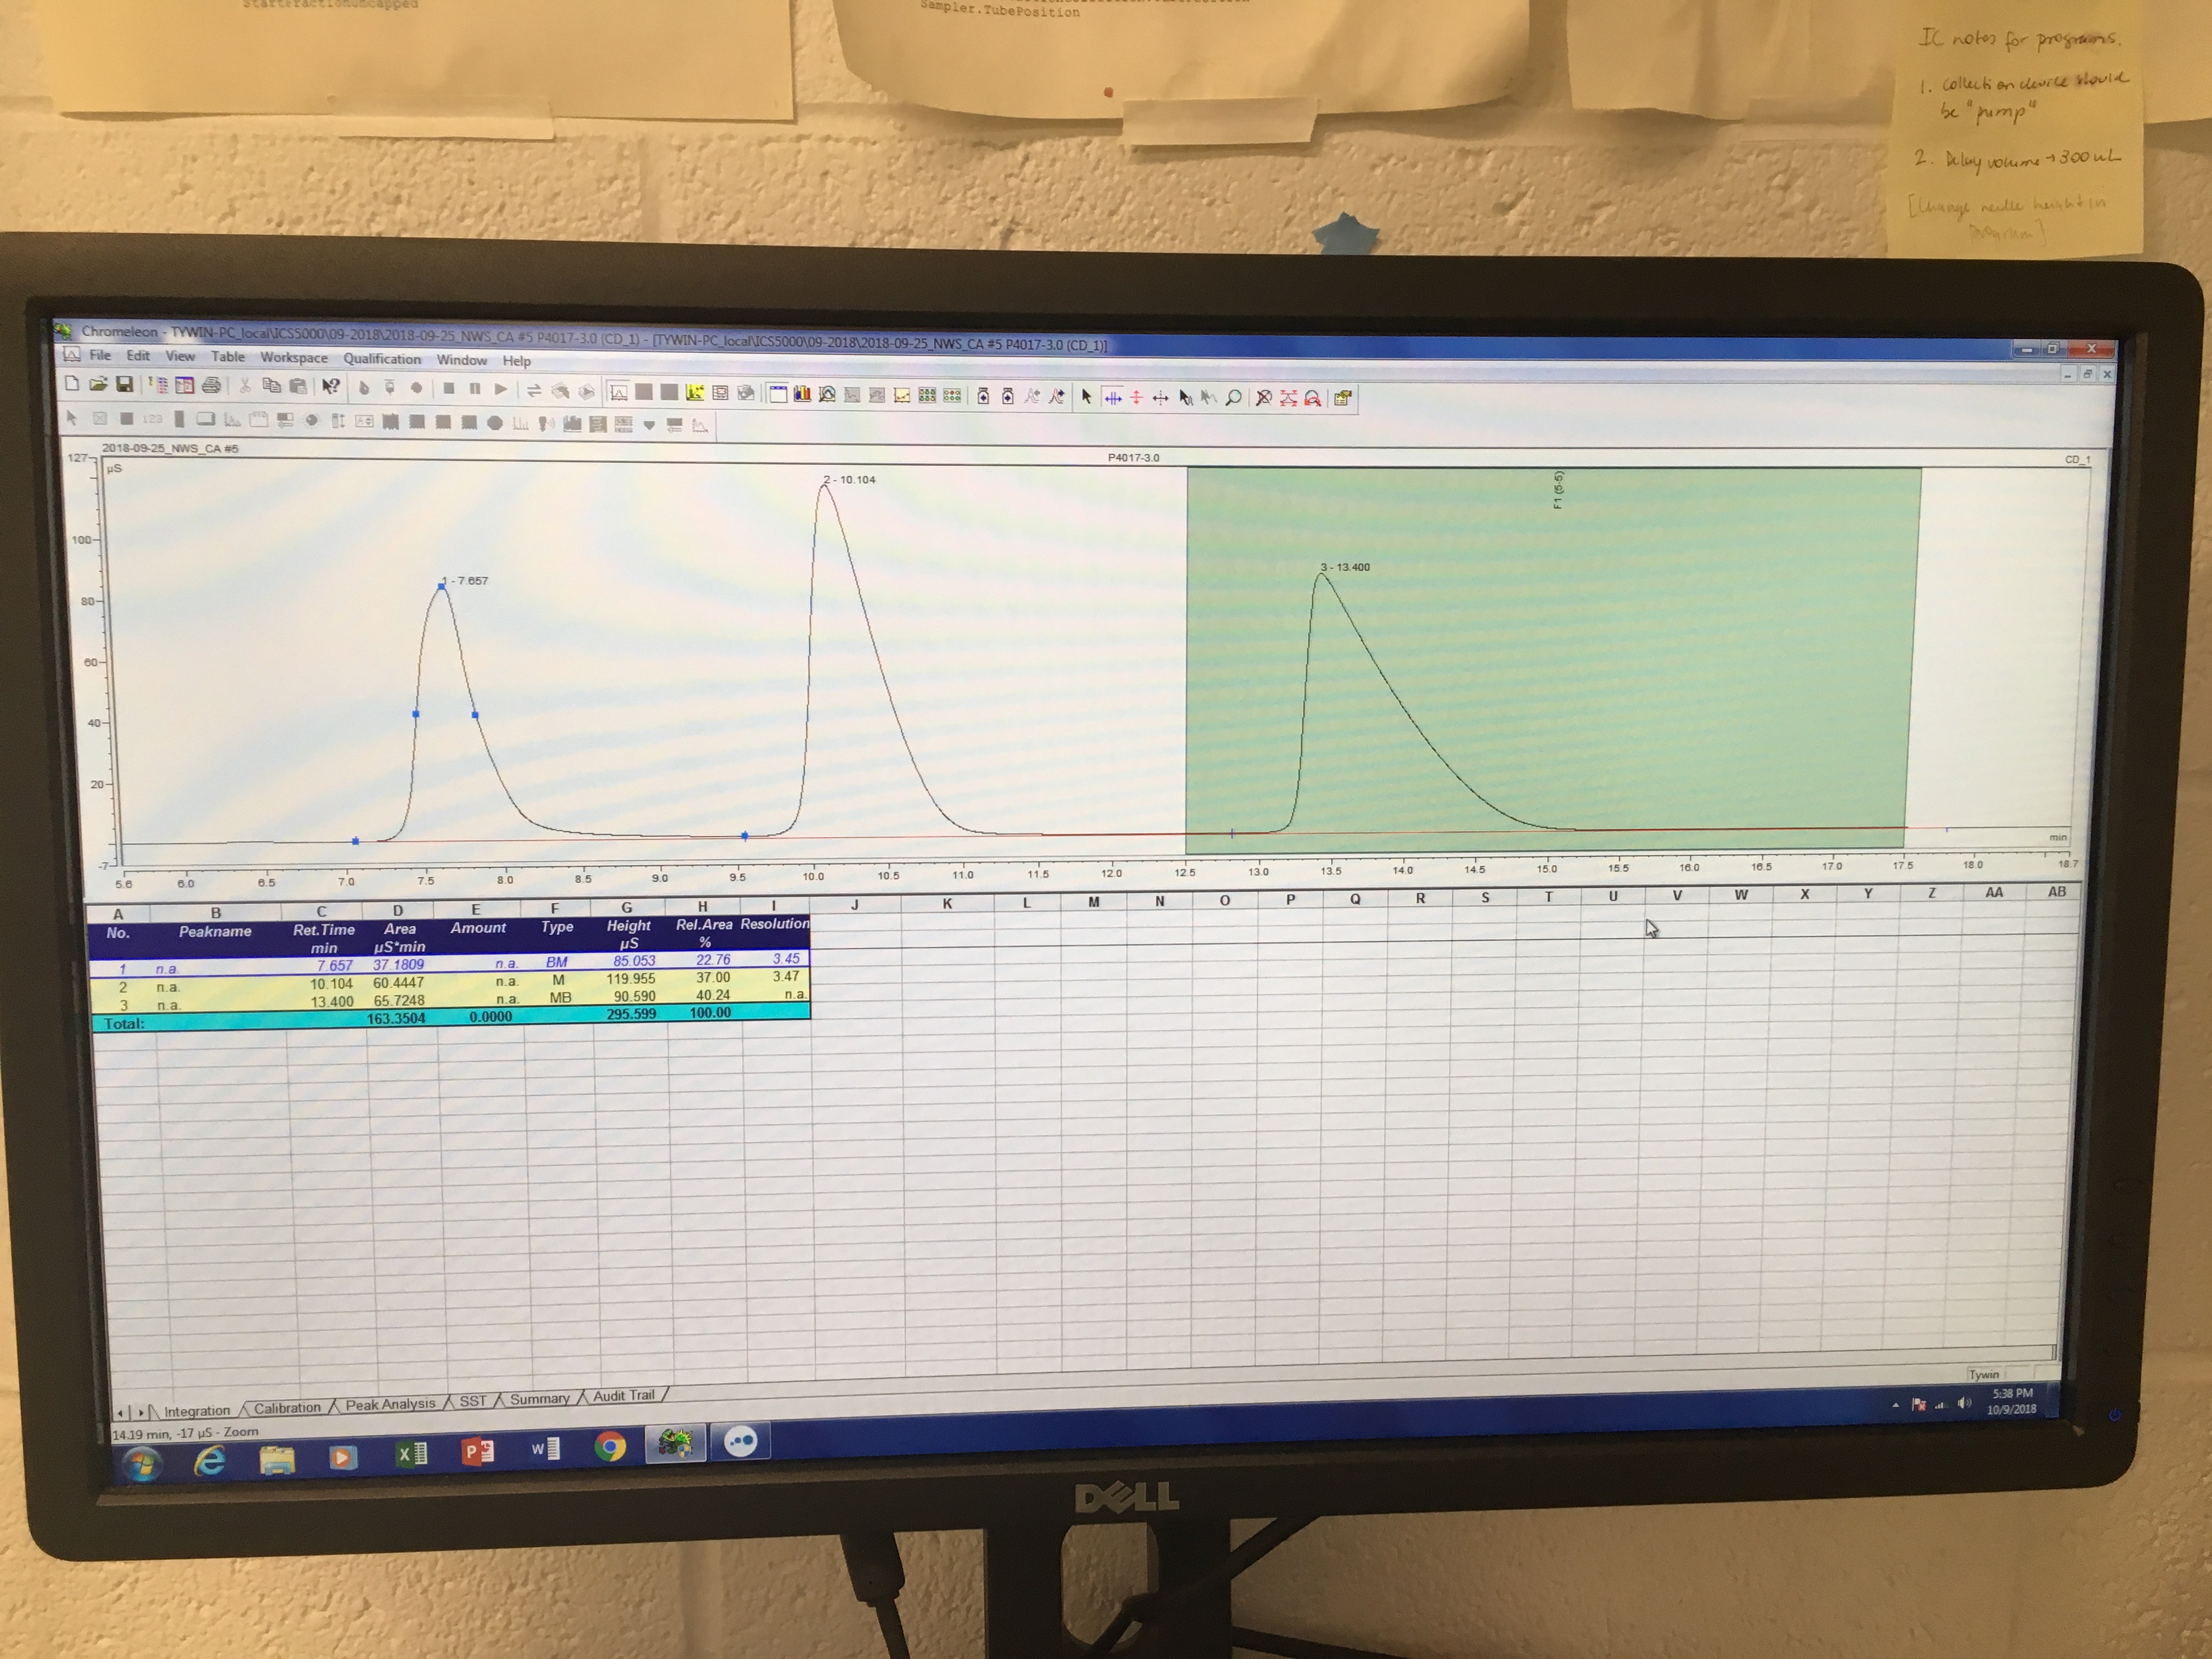 StartFractionUncapped
Sampler.TubePosition
IC notes for programs.
1. Collection device should
be "pump"
2. Delay volume → 300 uL
[Change needle height in
program]
Chromeleon - TYWIN-PC_local\ICS5000\09-2018\2018-09-25_NWS_CA #5 P4017-3.0 (CD_1) - [TYWIN-PC_local\ICS5000\09-2018\2018-09-25_NWS_CA #5 P4017-3.0 (CD_1)]
File Edit View Table Workspace Qualification Window Help
123
2018-09-25_NWS_CA #5 P4017-3.0 CD_1
127
µS
100
80
60
40
20
-7
1 - 7.657
2 - 10.104
3 - 13.400
F1 (5-5)
min
5.6 6.0 6.5 7.0 7.5 8.0 8.5 9.0 9.5 10.0 10.5 11.0 11.5 12.0 12.5 13.0 13.5 14.0 14.5 15.0 15.5 16.0 16.5 17.0 17.5 18.0 18.7
A B C D E F G H I J K L M N O P Q R S T U V W X Y Z AA AB
No. Peakname Ret.Time Area Amount Type Height Rel.Area Resolution
min µS*min µS %
1 n.a. 7.657 37.1809 n.a. BM 85.053 22.76 3.45
2 n.a. 10.104 60.4447 n.a. M 119.955 37.00 3.47
3 n.a. 13.400 65.7248 n.a. MB 90.590 40.24 n.a.
Total: 163.3504 0.0000 295.599 100.00
Integration Calibration Peak Analysis SST Summary Audit Trail
Tywin
14.19 min, -17 µS - Zoom
5:38 PM
10/9/2018
DELL